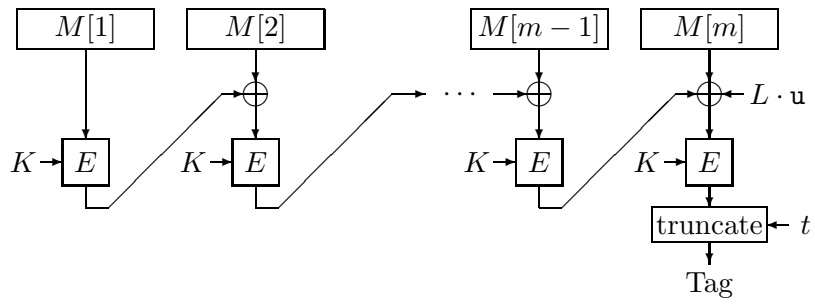 M[1] M[2] M[m − 1] M[m]
· · · L · u
K E K E K E K E
truncate t
Tag